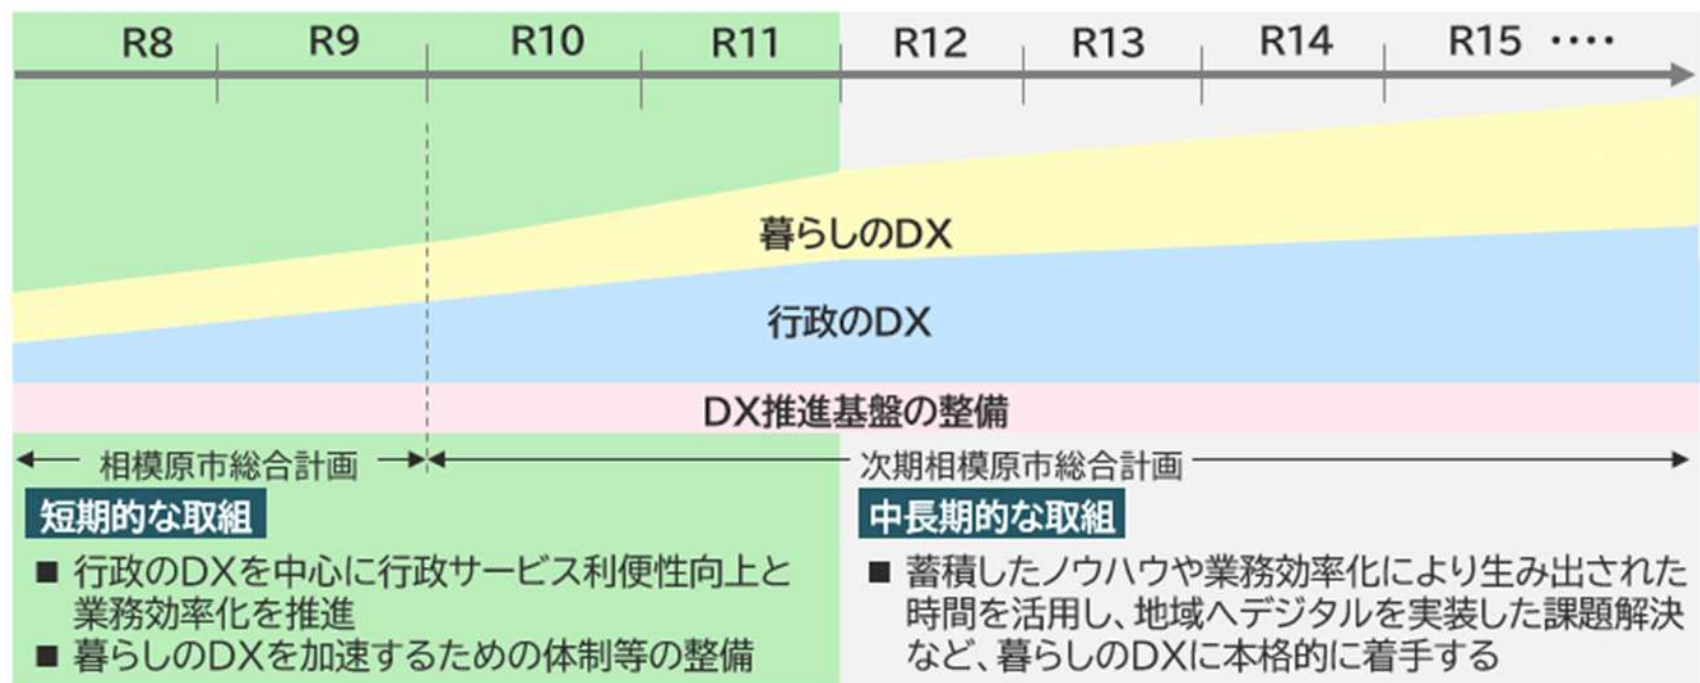 R8 R9 R10 R11 R12 R13 R14 R15 ‥‥
暮らしのDX
行政のDX
DX推進基盤の整備
相模原市総合計画
次期相模原市総合計画
短期的な取組
■ 行政のDXを中心に行政サービス利便性向上と
業務効率化を推進
■ 暮らしのDXを加速するための体制等の整備
中長期的な取組
■ 蓄積したノウハウや業務効率化により生み出された
時間を活用し、地域へデジタルを実装した課題解決
など、暮らしのDXに本格的に着手する